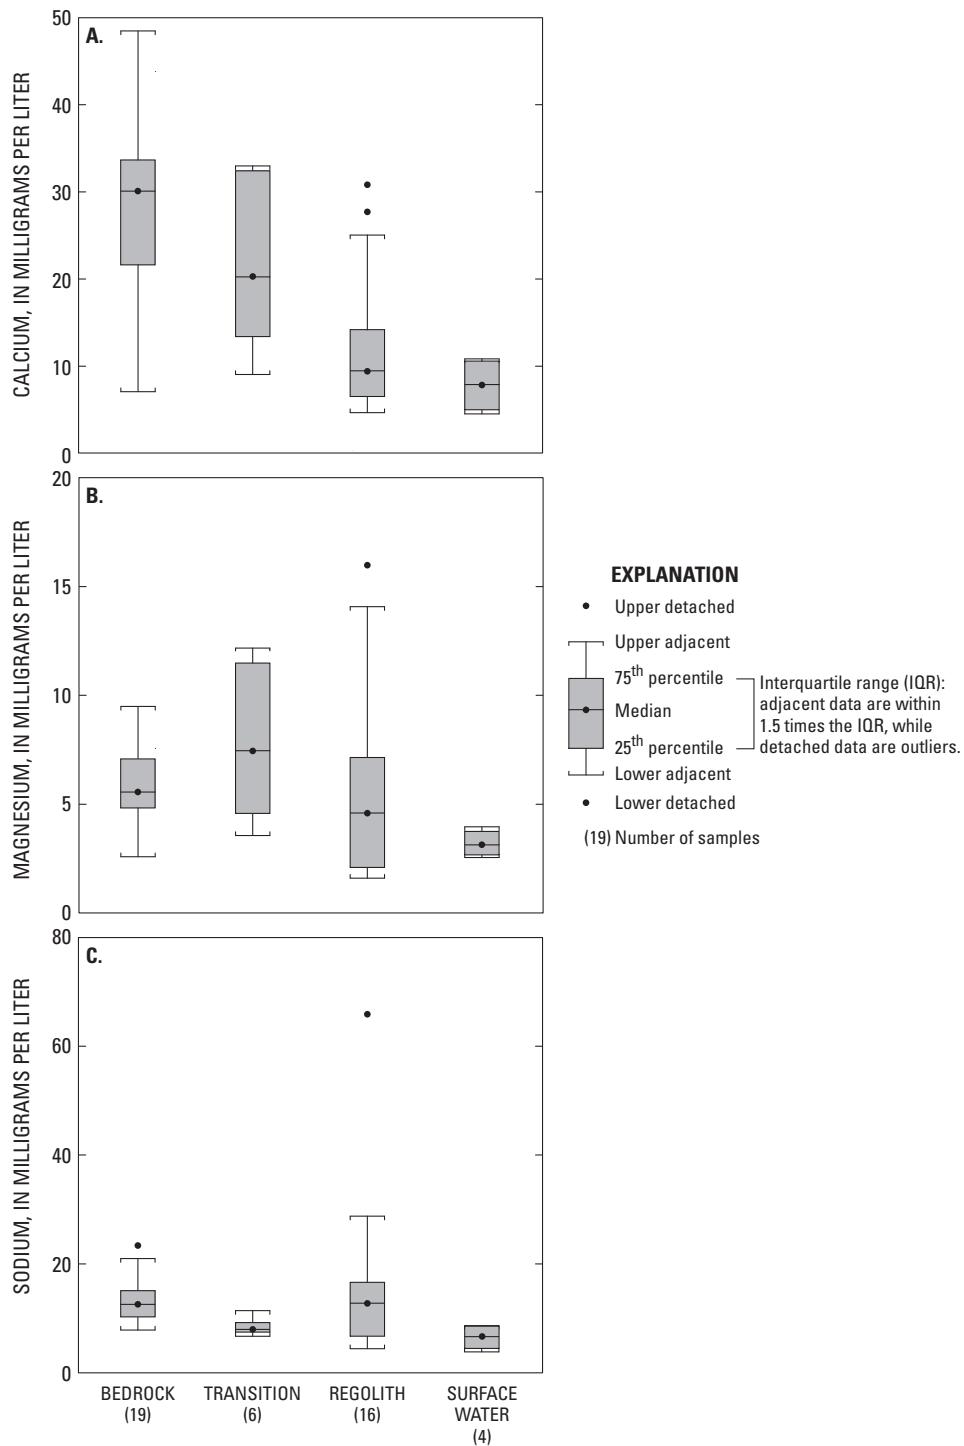 A.
CALCIUM, IN MILLIGRAMS PER LITER
50
40
30
20
10
0
B.
MAGNESIUM, IN MILLIGRAMS PER LITER
20
15
10
5
0
C.
SODIUM, IN MILLIGRAMS PER LITER
80
60
40
20
0
BEDROCK
(19)
TRANSITION
(6)
REGOLITH
(16)
SURFACE
WATER
(4)
EXPLANATION
Upper detached
Upper adjacent
75th percentile
Median
25th percentile
Lower adjacent
Lower detached
(19) Number of samples
Interquartile range (IQR):
adjacent data are within
1.5 times the IQR, while
detached data are outliers.